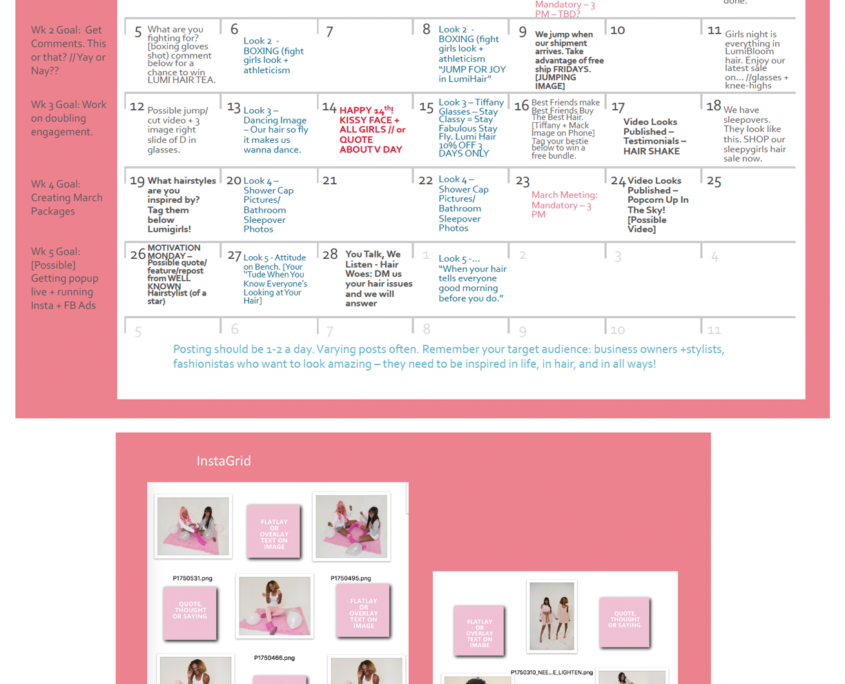 Mandatory – 3
PM – TBD?
done.
Wk 2 Goal: Get
Comments. This
or that? // Yay or
Nay??
5 What are you
fighting for?
[boxing gloves
shot] comment
below for a
chance to win
LUMI HAIR TEA.
6
Look 2 -
BOXING (fight
girls look +
athleticism
7
8 Look 2 -
BOXING (fight
girls look +
athleticism
"JUMP FOR JOY
in LumiHair"
9 We jump when
our shipment
arrives. Take
advantage of free
ship FRIDAYS.
[JUMPING
IMAGE]
10
11 Girls night is
everything in
LumiBloom
hair. Enjoy our
latest sale
on... //glasses +
knee-highs
Wk 3 Goal: Work
on doubling
engagement.
12 Possible jump/
cut video + 3
image right
slide of D in
glasses.
13 Look 3 –
Dancing Image
– Our hair so fly
it makes us
wanna dance.
14 HAPPY 14th!
KISSY FACE +
ALL GIRLS // or
QUOTE
ABOUT V DAY
15 Look 3 – Tiffany
Glasses – Stay
Classy = Stay
Fabulous Stay
Fly. Lumi Hair
10% OFF 3
DAYS ONLY
16 Best Friends make
Best Friends Buy
The Best Hair.
[Tiffany + Mack
Image on Phone]
Tag your bestie
below to win a
free bundle.
17
Video Looks
Published –
Testimonials –
HAIR SHAKE
18 We have
sleepovers.
They look like
this. SHOP our
sleepygirls hair
sale now.
Wk 4 Goal:
Creating March
Packages
19 What hairstyles
are you
inspired by?
Tag them
below
Lumigirls!
20 Look 4 –
Shower Cap
Pictures/
Bathroom
Sleepover
Photos
21
22 Look 4 –
Shower Cap
Pictures/
Bathroom
Sleepover
Photos
23
March Meeting:
Mandatory – 3
PM
24 Video Looks
Published –
Popcorn Up In
The Sky!
[Possible
Video]
25
Wk 5 Goal:
[Possible]
Getting popup
live + running
Insta + FB Ads
26 MOTIVATION
MONDAY –
Possible quote/
feature/repost
from WELL
KNOWN
Hairstylist (of a
star)
27 Look 5 - Attitude
on Bench. [Your
"Tude When You
Know Everyone's
Looking at Your
Hair]
28 You Talk, We
Listen - Hair
Woes: DM us
your hair issues
and we will
answer
1 Look 5 -...
"When your hair
tells everyone
good morning
before you do."
2
3
4
5
6
7
8
9
10
11
Posting should be 1-2 a day. Varying posts often. Remember your target audience: business owners +stylists,
fashionistas who want to look amazing – they need to be inspired in life, in hair, and in all ways!
InstaGrid
FLATLAY
OR
OVERLAY
TEXT ON
IMAGE
P1750531.png
P1750495.png
QUOTE,
THOUGHT
OR SAYING
FLATLAY
OR
OVERLAY
TEXT ON
IMAGE
P1750466.png
FLATLAY
OR
OVERLAY
TEXT ON
IMAGE
QUOTE,
THOUGHT
OR SAYING
P1750310_NEE...E_LIGHTEN.png